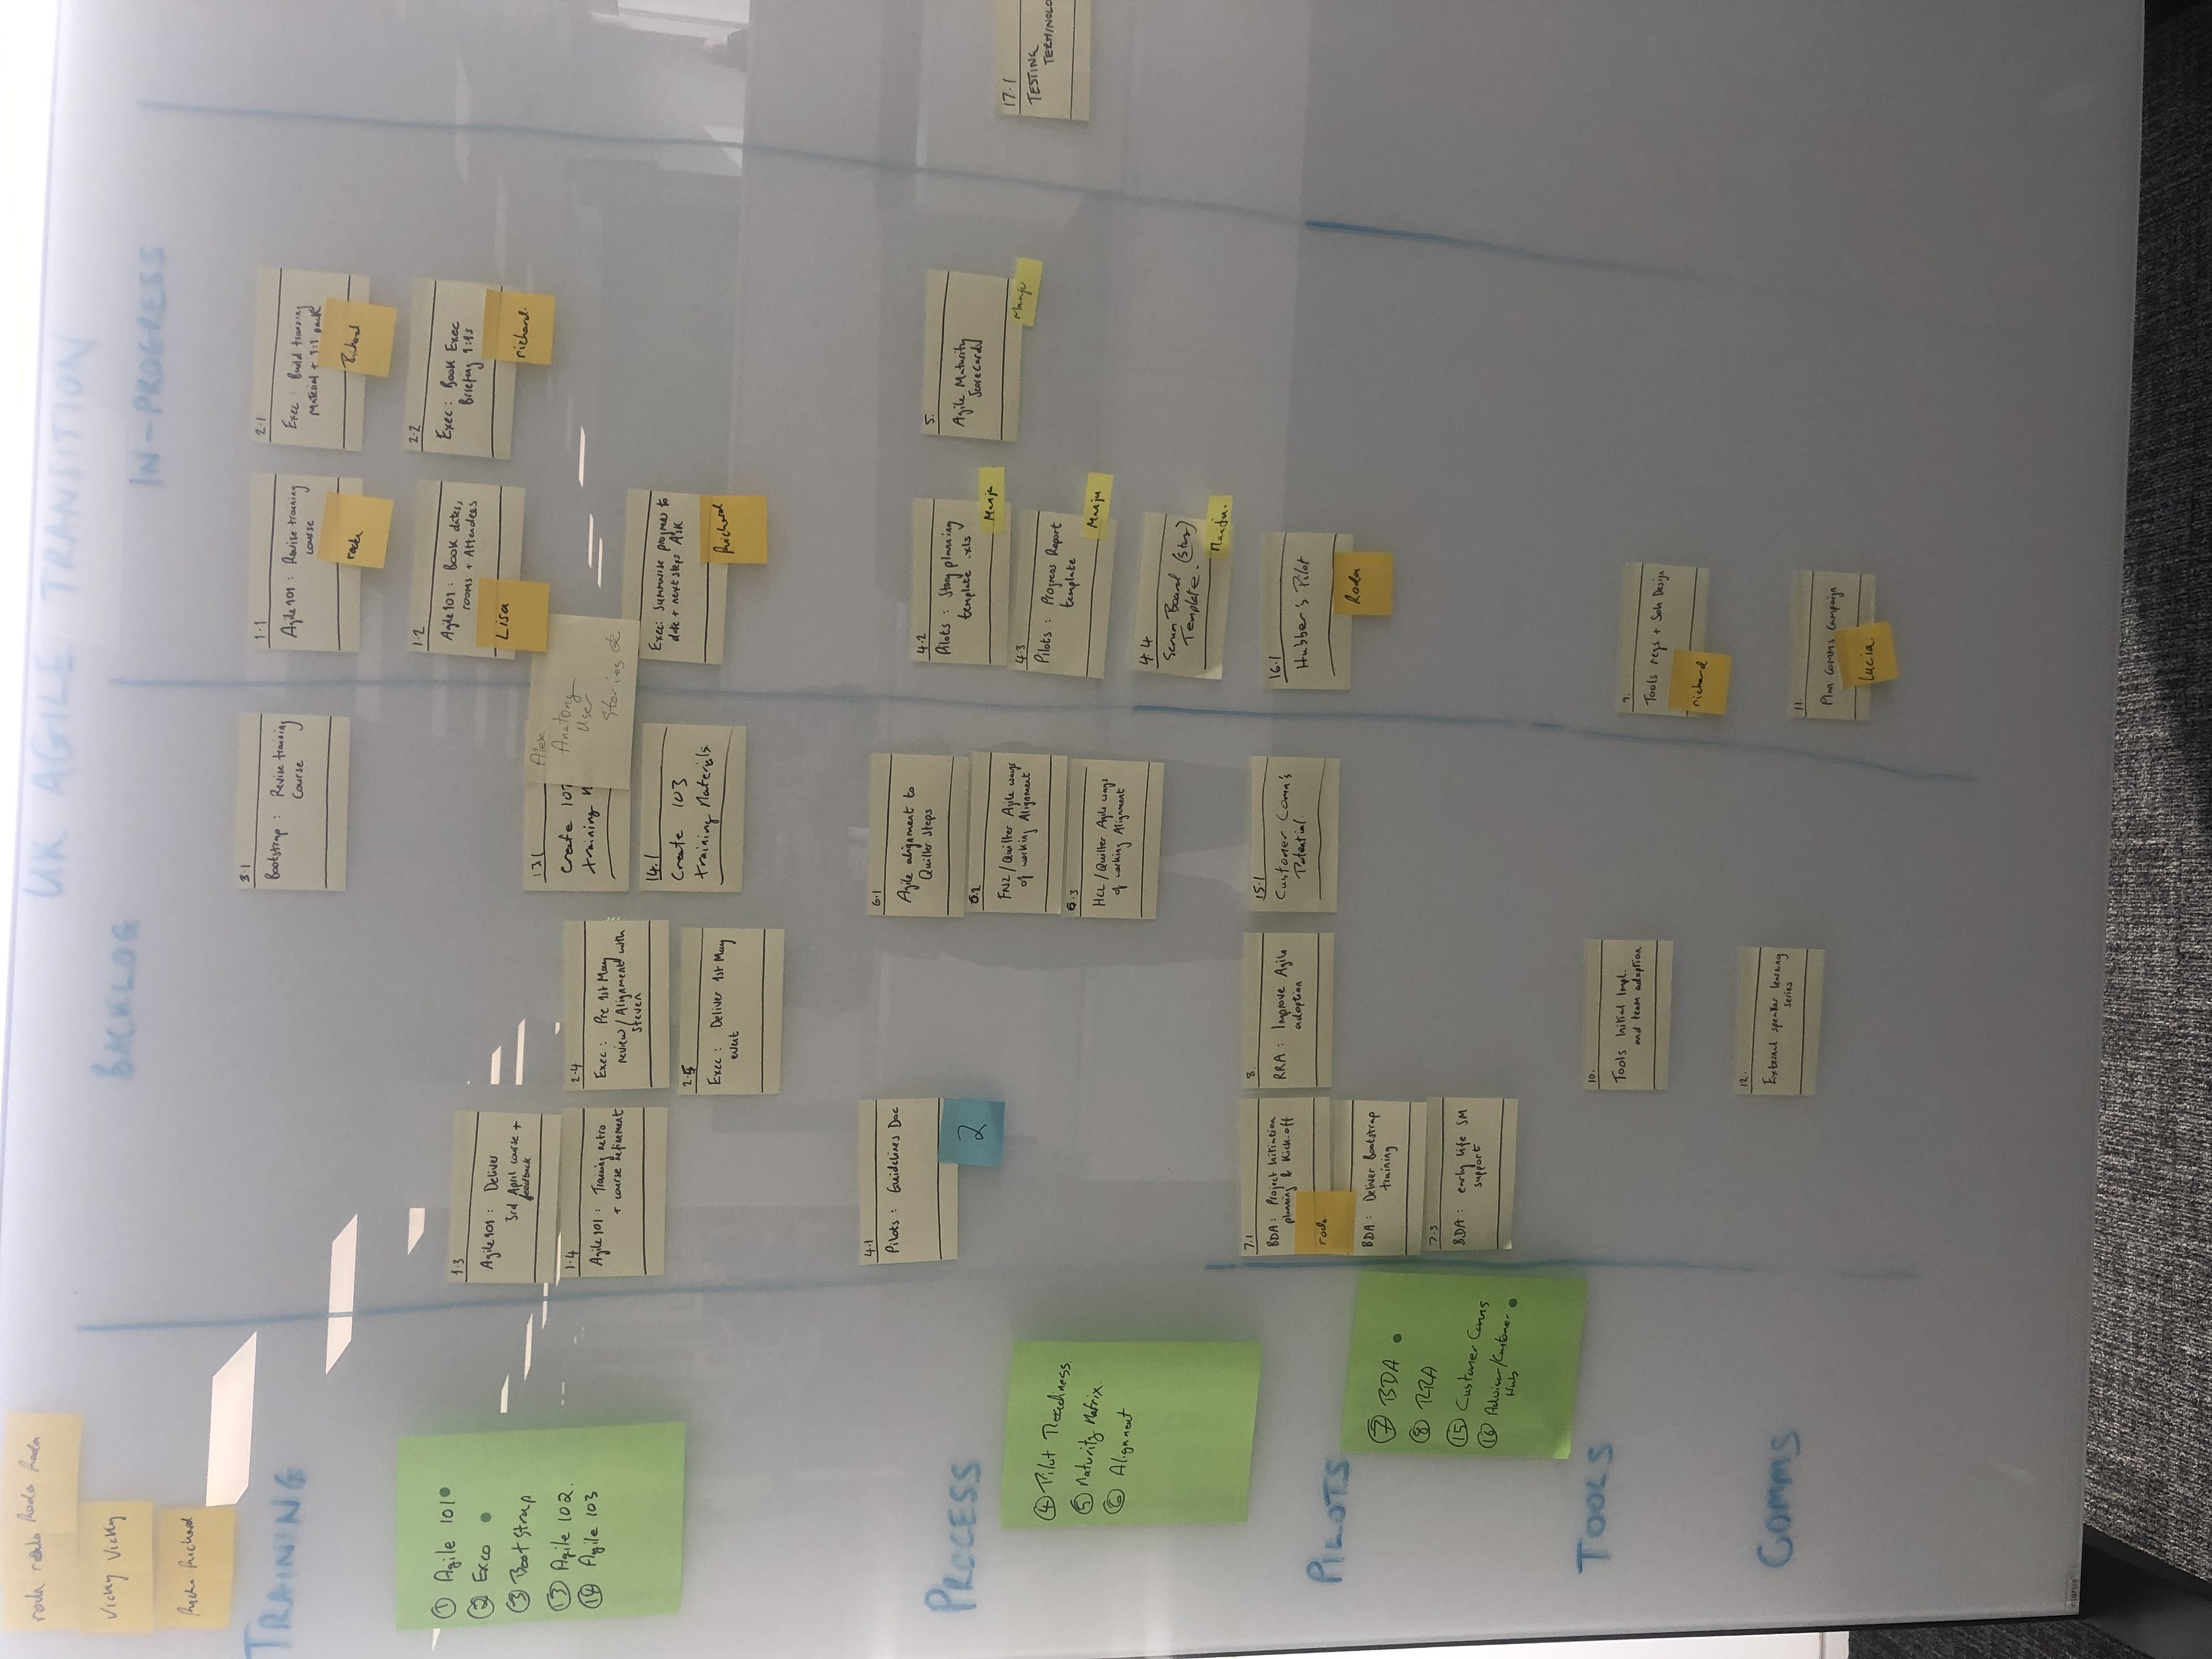 roda roda Roda Roda
Vicky Vicky
Richard
UK AGILE TRANSITION
BACKLOG
IN-PROGRESS
TRAINING
① Agile 101
② Exco
③ Bootstrap
⑬ Agile 102.
⑭ Agile 103
3.1
Bootstrap : Revise training
course
1.3
Agile 101 : Deliver
3rd April course +
feedback
1.4
Agile 101 : Training retro
+ course refinement
2.4
Exec : Pre 1st May
review / Alignment with
Steven
2.5
Exec : Deliver 1st May
event
13.1
Create 102
training M
Alex
Anatomy
User
Stories etc
14.1
Create 103
training Materials
1.1
Agile 101 : Revise training
course
roda
2.1
Exec : Build training
Material + 1:1 pack
Richard
1.2
Agile 101 : Book dates,
rooms + Attendees
Lisa
2.2
Exec : Book Exec
Briefing 1:1s
richard.
Exec: summarise progress to
date + next steps Ask
Richard
PROCESS
④ Pilot Readiness.
⑤ Maturity Matrix.
⑥ Alignment
4.1
Pilots : Guidelines Doc
2
6.1
Agile alignment to
Quilter Steps
6.2
FNZ / Quilter Agile ways
of working Alignment
6.3
HCL / Quilter Agile ways
of working Alignment
4.2
Pilots : Story planning
template .xls
Manju
4.3
Pilots : Progress Report
template
Manju
4.4
Scrum Board
Template.
Manju.
5.
Agile Maturity
Scorecards
Manju
17.1
TESTING
TERMINOLO
PILOTS
⑦ BDA
⑧ RRA
⑮ Customer Comms
⑯ Adviser/Customer
Hub
7.1
BDA : Project Initiation
planning & Kick-off
roda
BDA : Deliver Bootstrap
training
7.3
BDA : early life SM
support
8.
RRA : Improve Agile
adoption
15.1
Customer Comm's
Potential.
16.1
Hubber's Pilot
Roda
TOOLS
10.
Tools Initial Impl.
and team adoption
9.
Tools reqs + Soln Design
richard
COMMS
12.
External speaker learning
series
11.
Plan COMMS Campaign
Lucia.
clarus